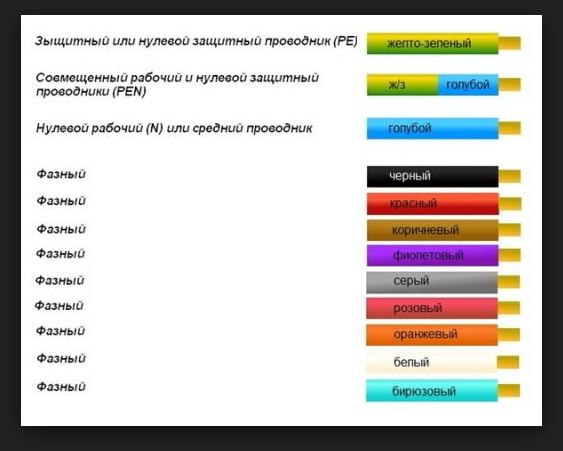 Зыщитный или нулевой защитный проводник (PE)
желто-зеленый
Совмещенный рабочий и нулевой защитный
проводники (PEN)
ж/з
голубой
Нулевой рабочий (N) или средний проводник
голубой
Фазный
черный
Фазный
красный
Фазный
коричневый
Фазный
фиолетовый
Фазный
серый
Фазный
розовый
Фазный
оранжевый
Фазный
белый
Фазный
бирюзовый